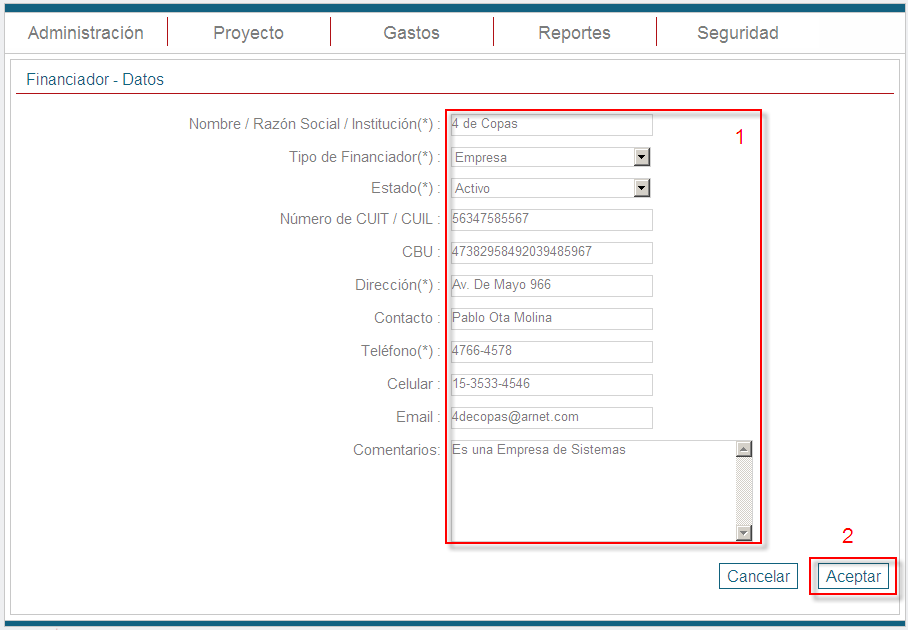 Administración Proyecto Gastos Reportes Seguridad
Financiador - Datos
Nombre / Razón Social / Institución(*) : 4 de Copas
1
Tipo de Financiador(*) : Empresa
Estado(*) : Activo
Número de CUIT / CUIL : 56347585567
CBU : 47382958492039485967
Dirección(*) : Av. De Mayo 966
Contacto : Pablo Ota Molina
Teléfono(*) : 4766-4578
Celular : 15-3533-4546
Email : 4decopas@arnet.com
Comentarios: Es una Empresa de Sistemas
2
Cancelar Aceptar